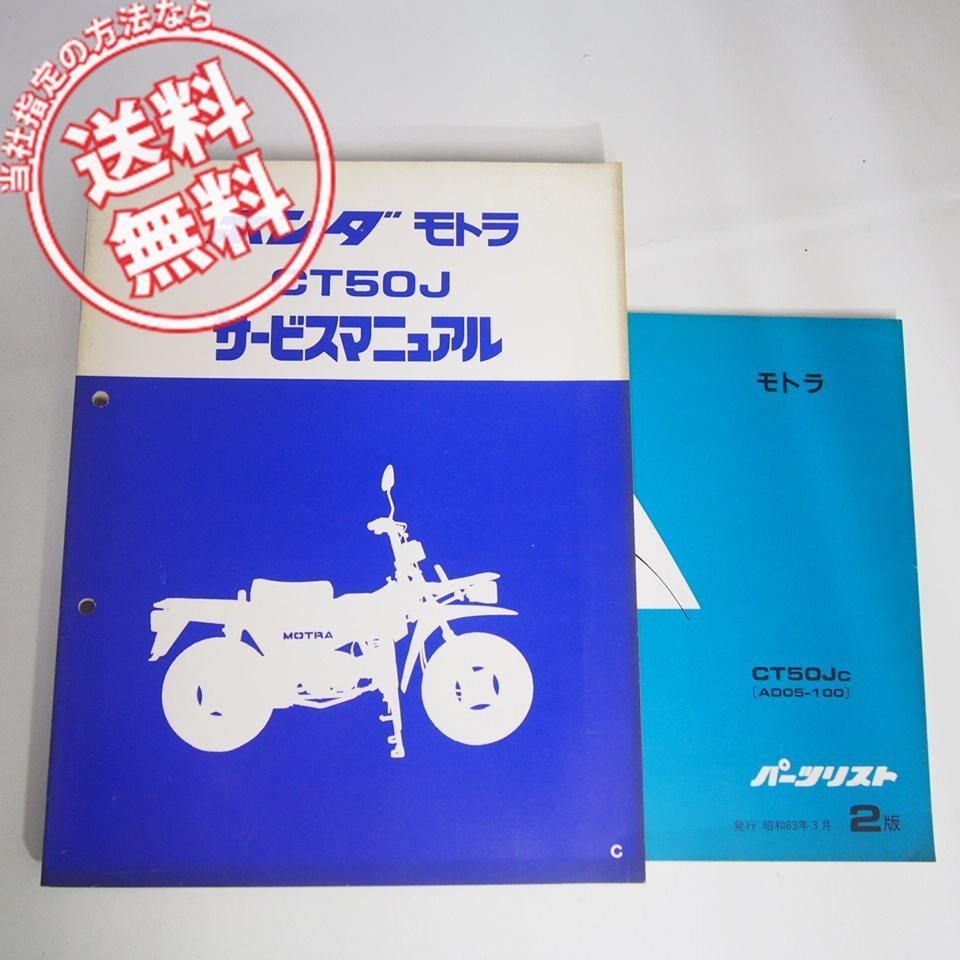 当社指定の方法なら
送料
無料
ホンダ モトラ
CT50J
サービスマニュアル
MOTRA
C
モトラ
CT50JC
[AD05-100]
パーツリスト
発行 昭和63年3月 2版